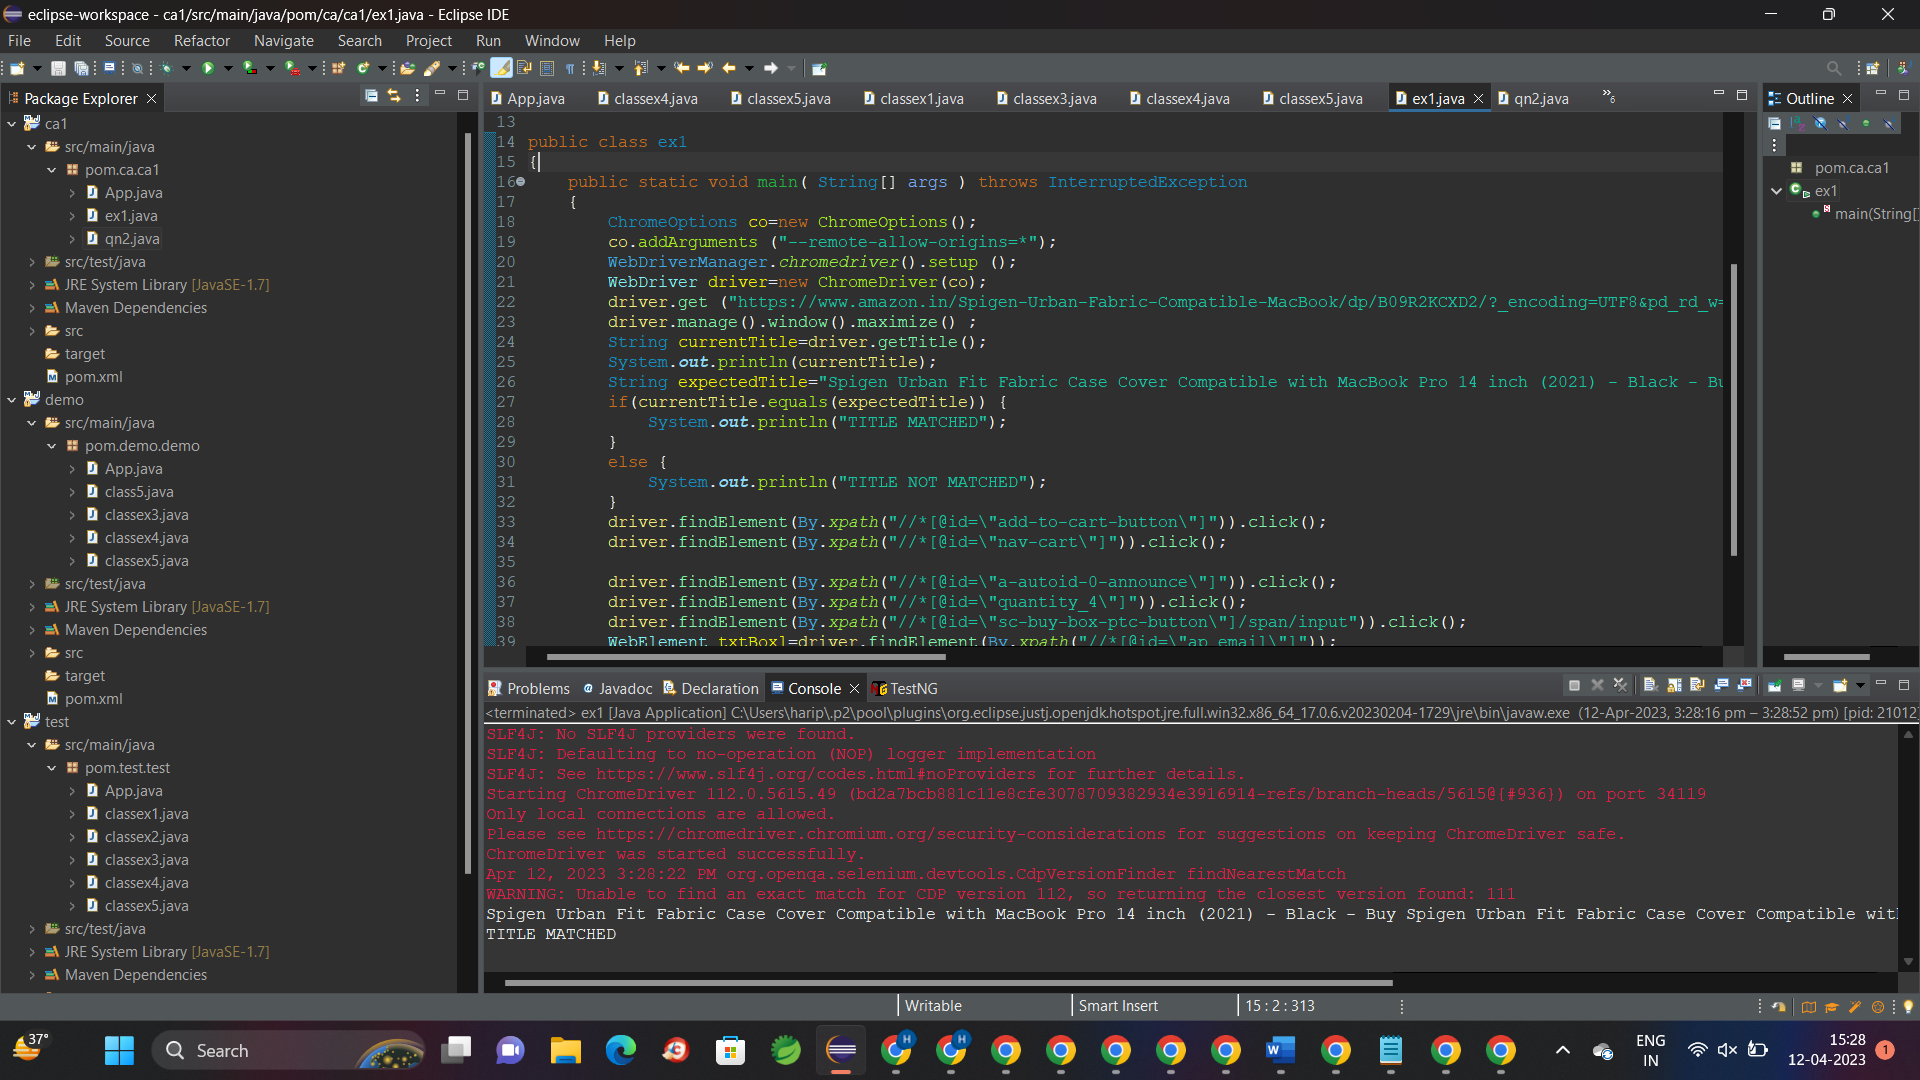 eclipse-workspace - ca1/src/main/java/pom/ca/ca1/ex1.java - Eclipse IDE
File Edit Source Refactor Navigate Search Project Run Window Help
Package Explorer
ca1
src/main/java
pom.ca.ca1
App.java
ex1.java
qn2.java
src/test/java
JRE System Library [JavaSE-1.7]
Maven Dependencies
src
target
pom.xml
demo
src/main/java
pom.demo.demo
App.java
class5.java
classex3.java
classex4.java
classex5.java
src/test/java
JRE System Library [JavaSE-1.7]
Maven Dependencies
src
target
pom.xml
test
src/main/java
pom.test.test
App.java
classex1.java
classex2.java
classex3.java
classex4.java
classex5.java
src/test/java
JRE System Library [JavaSE-1.7]
Maven Dependencies
App.java classex4.java classex5.java classex1.java classex3.java classex4.java classex5.java ex1.java qn2.java »6
13
14 public class ex1
15 {
16 public static void main( String[] args ) throws InterruptedException
17 {
18 ChromeOptions co=new ChromeOptions();
19 co.addArguments ("--remote-allow-origins=*");
20 WebDriverManager.chromedriver().setup ();
21 WebDriver driver=new ChromeDriver(co);
22 driver.get ("https://www.amazon.in/Spigen-Urban-Fabric-Compatible-MacBook/dp/B09R2KCXD2/?_encoding=UTF8&pd_rd_w=
23 driver.manage().window().maximize() ;
24 String currentTitle=driver.getTitle();
25 System.out.println(currentTitle);
26 String expectedTitle="Spigen Urban Fit Fabric Case Cover Compatible with MacBook Pro 14 inch (2021) - Black - Bu
27 if(currentTitle.equals(expectedTitle)) {
28 System.out.println("TITLE MATCHED");
29 }
30 else {
31 System.out.println("TITLE NOT MATCHED");
32 }
33 driver.findElement(By.xpath("//*[@id=\"add-to-cart-button\"]")).click();
34 driver.findElement(By.xpath("//*[@id=\"nav-cart\"]")).click();
35
36 driver.findElement(By.xpath("//*[@id=\"a-autoid-0-announce\"]")).click();
37 driver.findElement(By.xpath("//*[@id=\"quantity_4\"]")).click();
38 driver.findElement(By.xpath("//*[@id=\"sc-buy-box-ptc-button\"]/span/input")).click();
39 WebElement txtBox1=driver.findElement(By.xpath("//*[@id=\"ap_email\"]"));
Outline
pom.ca.ca1
ex1
main(String[]
Problems Javadoc Declaration Console TestNG
<terminated> ex1 [Java Application] C:\Users\harip\.p2\pool\plugins\org.eclipse.justj.openjdk.hotspot.jre.full.win32.x86_64_17.0.6.v20230204-1729\jre\bin\javaw.exe (12-Apr-2023, 3:28:16 pm – 3:28:52 pm) [pid: 21012]
SLF4J: No SLF4J providers were found.
SLF4J: Defaulting to no-operation (NOP) logger implementation
SLF4J: See https://www.slf4j.org/codes.html#noProviders for further details.
Starting ChromeDriver 112.0.5615.49 (bd2a7bcb881c11e8cfe3078709382934e3916914-refs/branch-heads/5615@{#936}) on port 34119
Only local connections are allowed.
Please see https://chromedriver.chromium.org/security-considerations for suggestions on keeping ChromeDriver safe.
ChromeDriver was started successfully.
Apr 12, 2023 3:28:22 PM org.openqa.selenium.devtools.CdpVersionFinder findNearestMatch
WARNING: Unable to find an exact match for CDP version 112, so returning the closest version found: 111
Spigen Urban Fit Fabric Case Cover Compatible with MacBook Pro 14 inch (2021) - Black - Buy Spigen Urban Fit Fabric Case Cover Compatible with
TITLE MATCHED
Writable Smart Insert 15 : 2 : 313
37°
Search
ENG
IN
15:28
12-04-2023
1